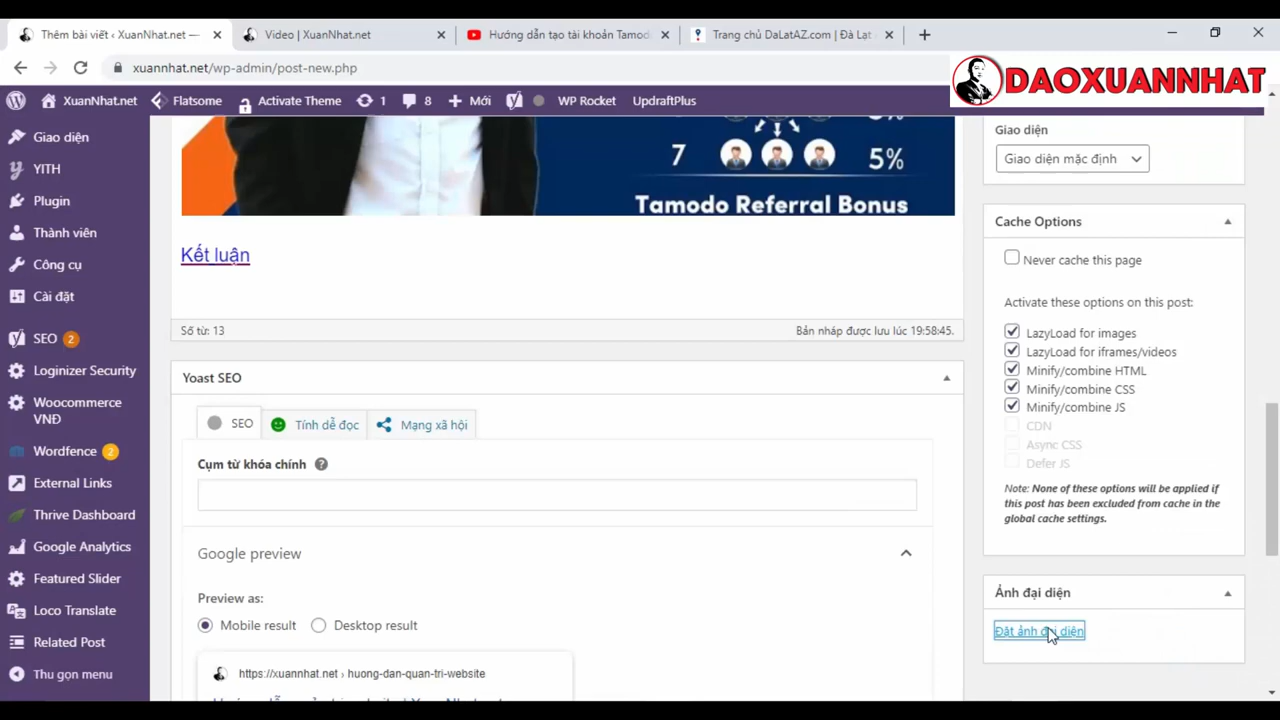 Thêm bài viết ‹ XuanNhat.net —
Video | XuanNhat.net
Hướng dẫn tạo tài khoản Tamod
Trang chủ DaLatAZ.com | Đà Lạt
xuannhat.net/wp-admin/post-new.php
DAOXUANNHAT
XuanNhat.net
Flatsome
Activate Theme
1
8
Mới
WP Rocket
UpdraftPlus
Giao diện
YITH
Plugin
Thành viên
Công cụ
Cài đặt
SEO 2
Loginizer Security
Woocommerce
VNĐ
Wordfence 2
External Links
Thrive Dashboard
Google Analytics
Featured Slider
Loco Translate
Related Post
Thu gọn menu
7
5%
Tamodo Referral Bonus
Kết luận
Số từ: 13
Bản nháp được lưu lúc 19:58:45.
Yoast SEO
SEO
Tính dễ đọc
Mạng xã hội
Cụm từ khóa chính
Google preview
Preview as:
Mobile result
Desktop result
https://xuannhat.net › huong-dan-quan-tri-website
Giao diện
Giao diện mặc định
Cache Options
Never cache this page
Activate these options on this post:
LazyLoad for images
LazyLoad for iframes/videos
Minify/combine HTML
Minify/combine CSS
Minify/combine JS
CDN
Async CSS
Defer JS
Note: None of these options will be applied if
this post has been excluded from cache in the
global cache settings.
Ảnh đại diện
Đặt ảnh đại diện